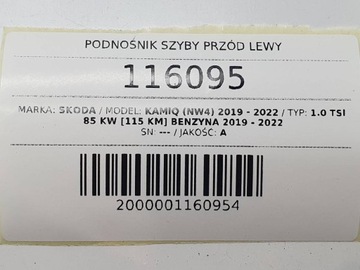 PODNOŚNIK SZYBY PRZÓD LEWY
116095
MARKA: SKODA / MODEL: KAMIQ (NW4) 2019 - 2022 / TYP: 1.0 TSI
85 KW [115 KM] BENZYNA 2019 - 2022
SN: --- / JAKOŚĆ: A
2000001160954